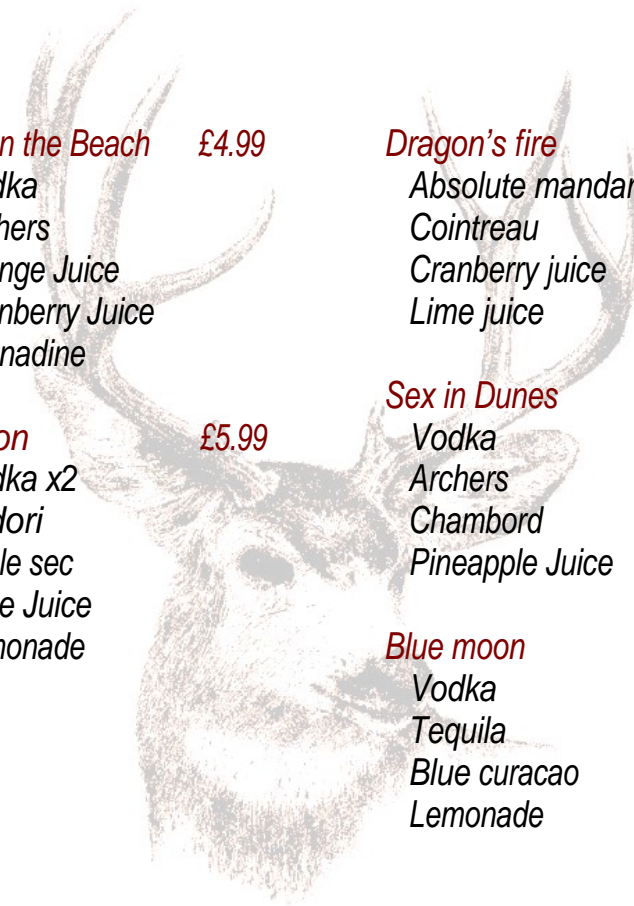 n the Beach £4.99
dka
hers
nge Juice
nberry Juice
nadine
on £5.99
dka x2
dori
le sec
e Juice
monade
Dragon's fire
Absolute mandar
Cointreau
Cranberry juice
Lime juice
Sex in Dunes
Vodka
Archers
Chambord
Pineapple Juice
Blue moon
Vodka
Tequila
Blue curacao
Lemonade